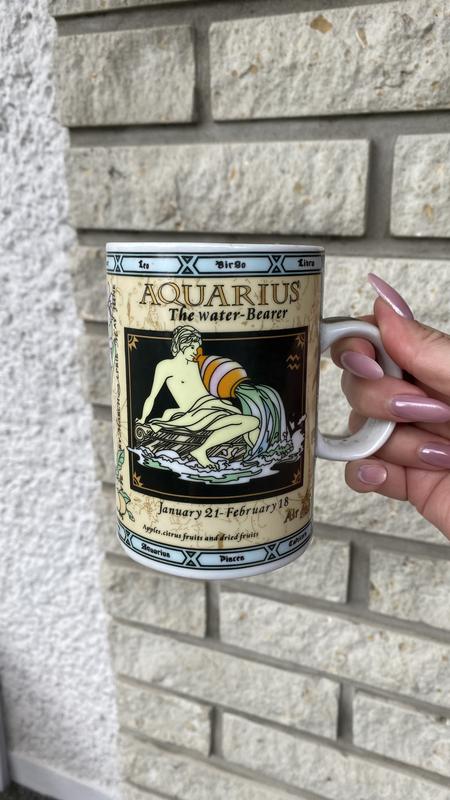 Leo Virgo Libra
AQUARIUS
The water-Bearer
January 21-February 18
Air
Apples, citrus fruits and dried fruits
Aquarius Pisces